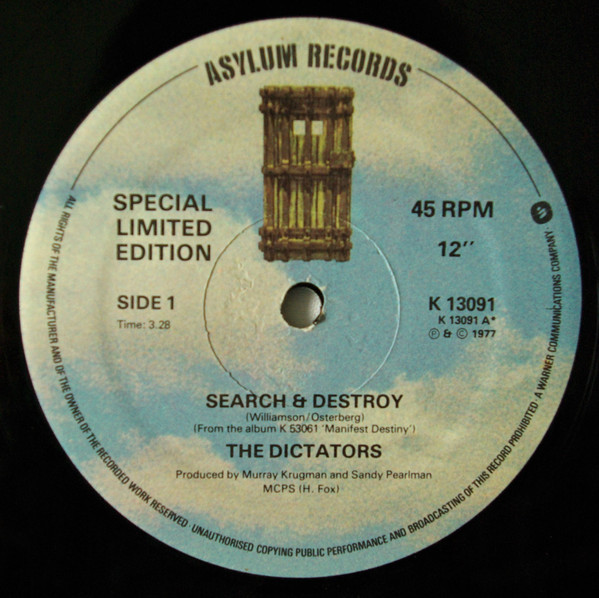 ASYLUM RECORDS
SPECIAL
LIMITED
EDITION
45 RPM
12"
SIDE 1
Time: 3.28
K 13091
K 13091 A*
℗ & © 1977
SEARCH & DESTROY
(Williamson/Osterberg)
(From the album K 53061 'Manifest Destiny')
THE DICTATORS
Produced by Murray Krugman and Sandy Pearlman
MCPS (H. Fox)
ALL RIGHTS OF THE MANUFACTURER AND OF THE OWNER OF THE RECORDED WORK RESERVED · UNAUTHORISED COPYING PUBLIC PERFORMANCE AND BROADCASTING OF THIS RECORD PROHIBITED · A WARNER COMMUNICATIONS COMPANY ·